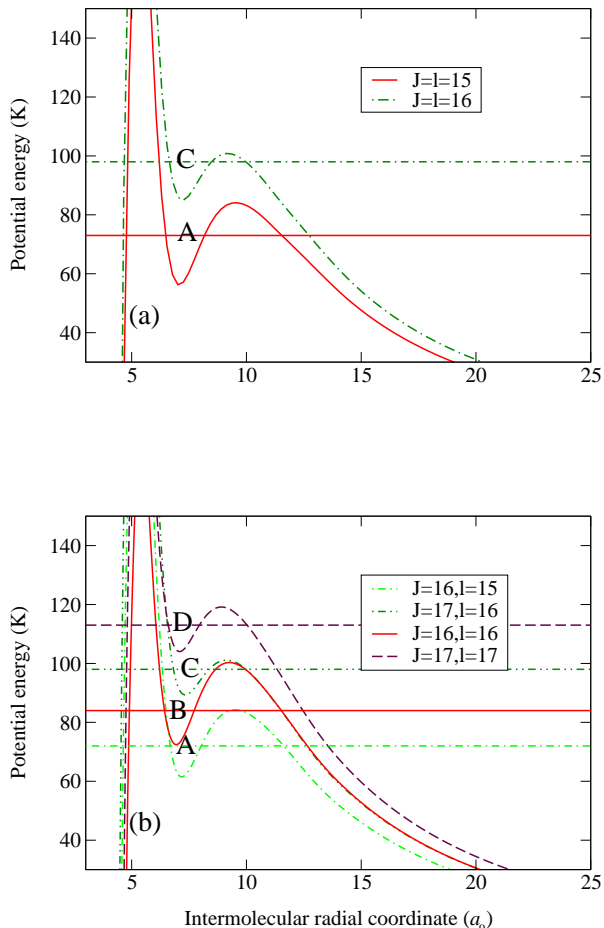 140
120
100
80
60
40
Potential energy (K)
J=l=15
J=l=16
C
A
(a)
5 10 15 20 25
140
120
100
80
60
40
Potential energy (K)
J=16,l=15
J=17,l=16
J=16,l=16
J=17,l=17
D
C
B
A
(b)
5 10 15 20 25
Intermolecular radial coordinate (aₒ)